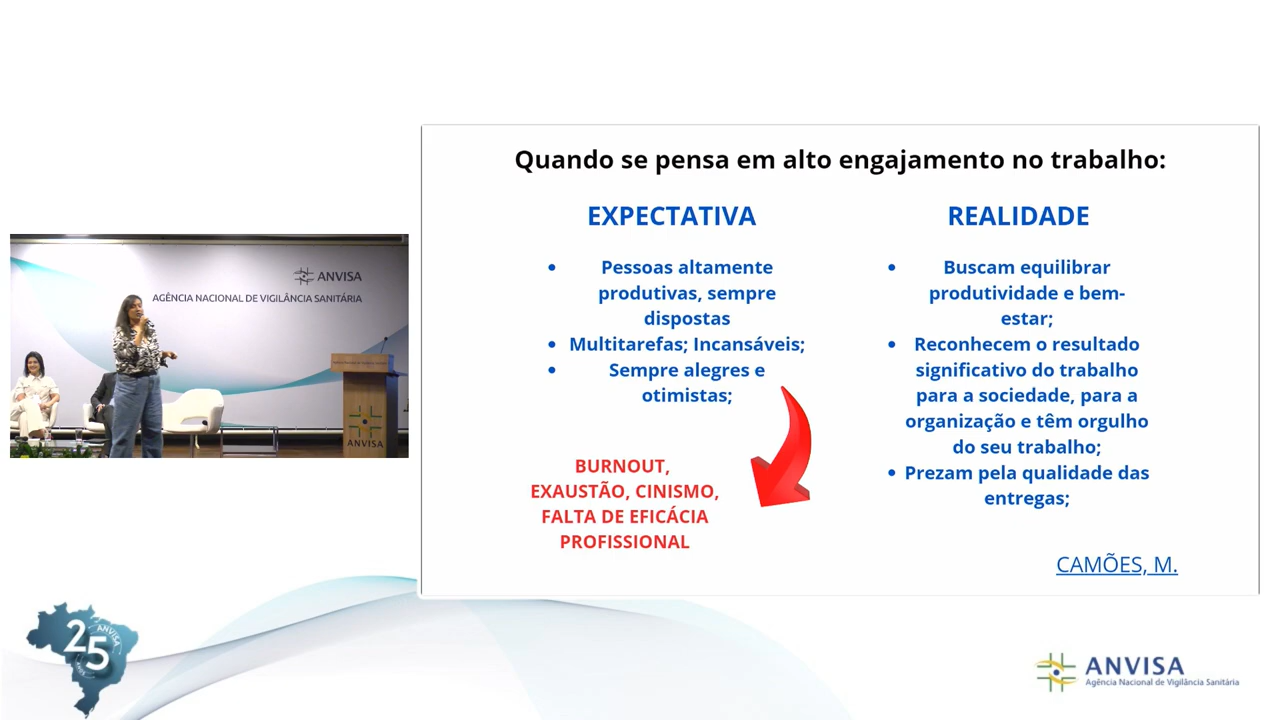 Quando se pensa em alto engajamento no trabalho:
EXPECTATIVA
• Pessoas altamente
produtivas, sempre
dispostas
• Multitarefas; Incansáveis;
• Sempre alegres e
otimistas;
BURNOUT,
EXAUSTÃO, CINISMO,
FALTA DE EFICÁCIA
PROFISSIONAL
REALIDADE
• Buscam equilibrar
produtividade e bem-
estar;
• Reconhecem o resultado
significativo do trabalho
para a sociedade, para a
organização e têm orgulho
do seu trabalho;
• Prezam pela qualidade das
entregas;
CAMÕES, M.
ANVISA
AGÊNCIA NACIONAL DE VIGILÂNCIA SANITÁRIA
ANVISA
25
ANVISA
ANVISA
Agência Nacional de Vigilância Sanitária